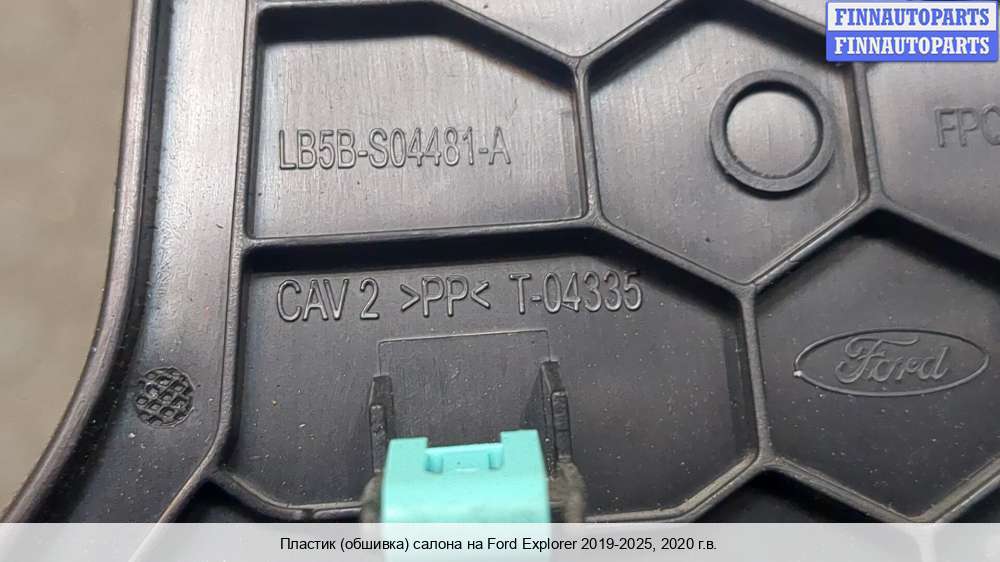 FINNAUTOPARTS
FINNAUTOPARTS
LB5B-S04481-A
CAV 2 >PP< T-04335
Ford
Пластик (обшивка) салона на Ford Explorer 2019-2025, 2020 г.в.